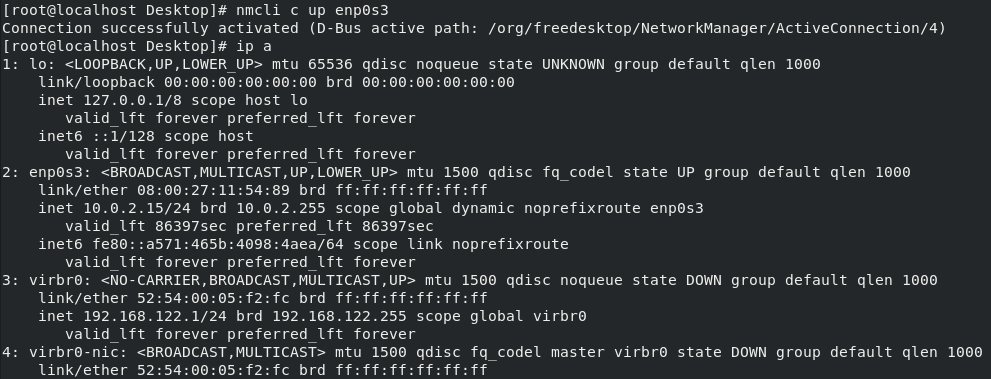 [root@localhost Desktop]# nmcli c up enp0s3
Connection successfully activated (D-Bus active path: /org/freedesktop/NetworkManager/ActiveConnection/4)
[root@localhost Desktop]# ip a
1: lo: <LOOPBACK,UP,LOWER_UP> mtu 65536 qdisc noqueue state UNKNOWN group default qlen 1000
    link/loopback 00:00:00:00:00:00 brd 00:00:00:00:00:00
    inet 127.0.0.1/8 scope host lo
       valid_lft forever preferred_lft forever
    inet6 ::1/128 scope host
       valid_lft forever preferred_lft forever
2: enp0s3: <BROADCAST,MULTICAST,UP,LOWER_UP> mtu 1500 qdisc fq_codel state UP group default qlen 1000
    link/ether 08:00:27:11:54:89 brd ff:ff:ff:ff:ff:ff
    inet 10.0.2.15/24 brd 10.0.2.255 scope global dynamic noprefixroute enp0s3
       valid_lft 86397sec preferred_lft 86397sec
    inet6 fe80::a571:465b:4098:4aea/64 scope link noprefixroute
       valid_lft forever preferred_lft forever
3: virbr0: <NO-CARRIER,BROADCAST,MULTICAST,UP> mtu 1500 qdisc noqueue state DOWN group default qlen 1000
    link/ether 52:54:00:05:f2:fc brd ff:ff:ff:ff:ff:ff
    inet 192.168.122.1/24 brd 192.168.122.255 scope global virbr0
       valid_lft forever preferred_lft forever
4: virbr0-nic: <BROADCAST,MULTICAST> mtu 1500 qdisc fq_codel master virbr0 state DOWN group default qlen 1000
    link/ether 52:54:00:05:f2:fc brd ff:ff:ff:ff:ff:ff